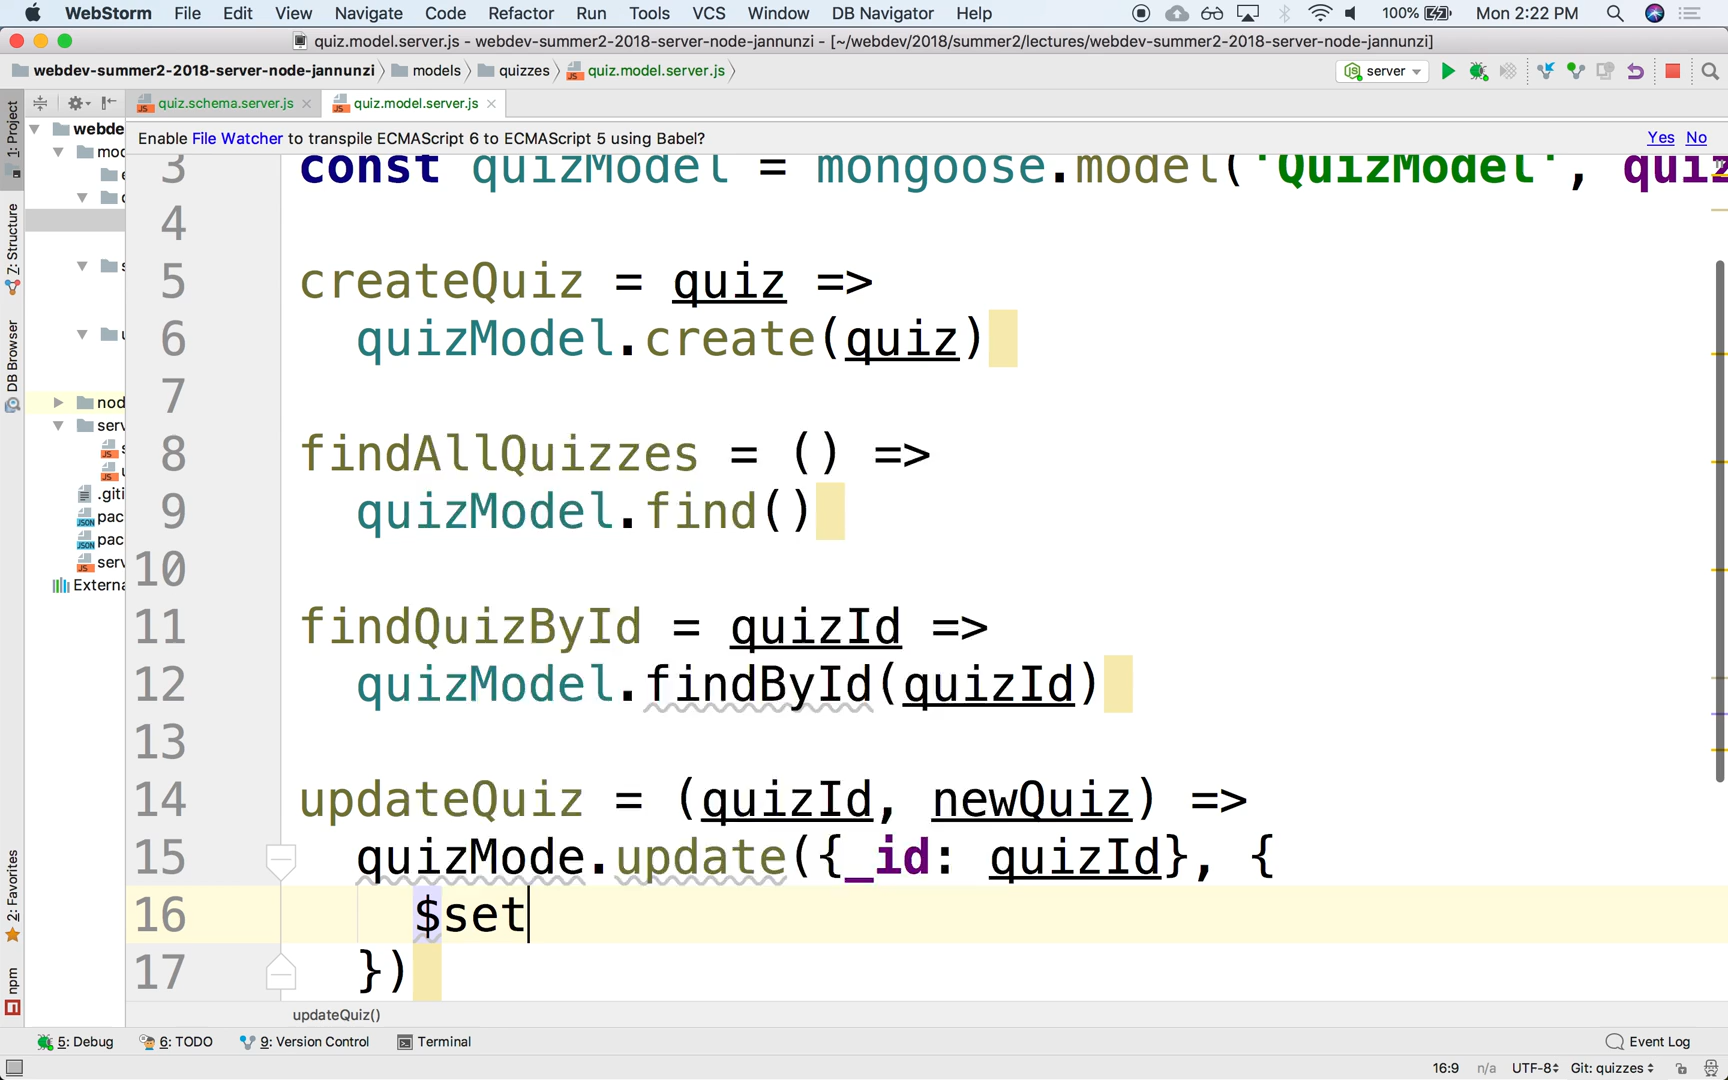 WebStorm File Edit View Navigate Code Refactor Run Tools VCS Window DB Navigator Help 100% Mon 2:22 PM
quiz.model.server.js - webdev-summer2-2018-server-node-jannunzi - [~/webdev/2018/summer2/lectures/webdev-summer2-2018-server-node-jannunzi]
webdev-summer2-2018-server-node-jannunzi models quizzes quiz.model.server.js server
quiz.schema.server.js quiz.model.server.js
Enable File Watcher to transpile ECMAScript 6 to ECMAScript 5 using Babel? Yes No
1: Project
7: Structure
DB Browser
2: Favorites
npm
webde
mod
nod
serv
.giti
pac
pac
serv
Externa
3 const quizModel = mongoose.model('QuizModel', quiz
4
5 createQuiz = quiz =>
6 quizModel.create(quiz)
7
8 findAllQuizzes = () =>
9 quizModel.find()
10
11 findQuizById = quizId =>
12 quizModel.findById(quizId)
13
14 updateQuiz = (quizId, newQuiz) =>
15 quizMode.update({_id: quizId}, {
16 $set
17 })
updateQuiz()
5: Debug 6: TODO 9: Version Control Terminal Event Log
16:9 n/a UTF-8 Git: quizzes